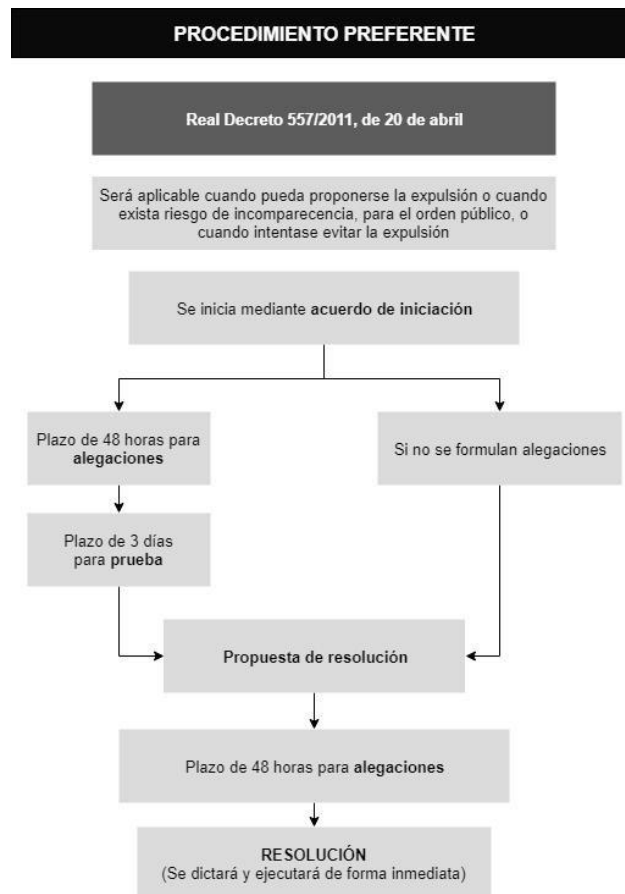 PROCEDIMIENTO PREFERENTE
Real Decreto 557/2011, de 20 de abril
Será aplicable cuando pueda proponerse la expulsión o cuando
exista riesgo de incomparecencia, para el orden público, o
cuando intentase evitar la expulsión
Se inicia mediante acuerdo de iniciación
Plazo de 48 horas para
alegaciones
Si no se formulan alegaciones
Plazo de 3 días
para prueba
Propuesta de resolución
Plazo de 48 horas para alegaciones
RESOLUCIÓN
(Se dictará y ejecutará de forma inmediata)